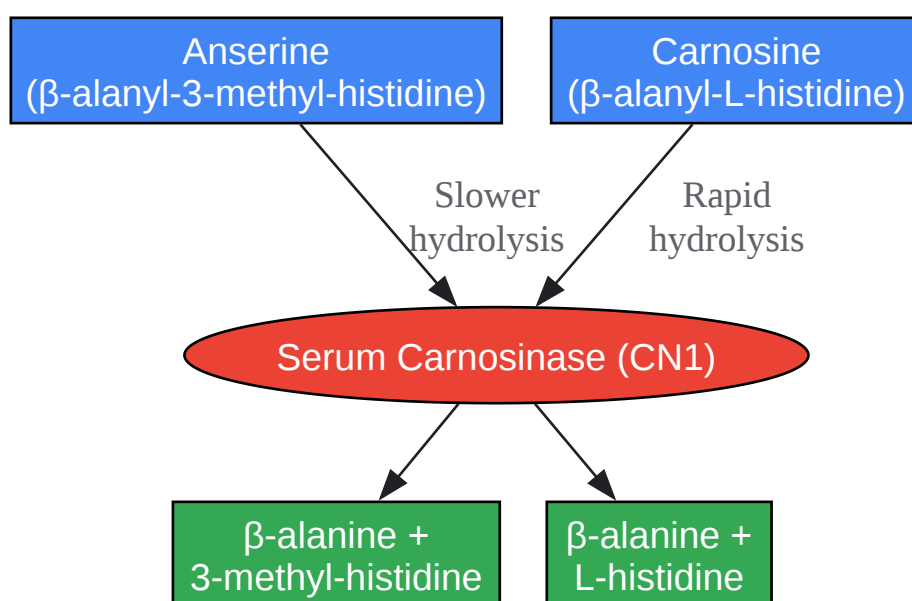 Anserine
(β-alanyl-3-methyl-histidine)
Carnosine
(β-alanyl-L-histidine)
Slower
hydrolysis
Rapid
hydrolysis
Serum Carnosinase (CN1)
β-alanine +
3-methyl-histidine
β-alanine +
L-histidine